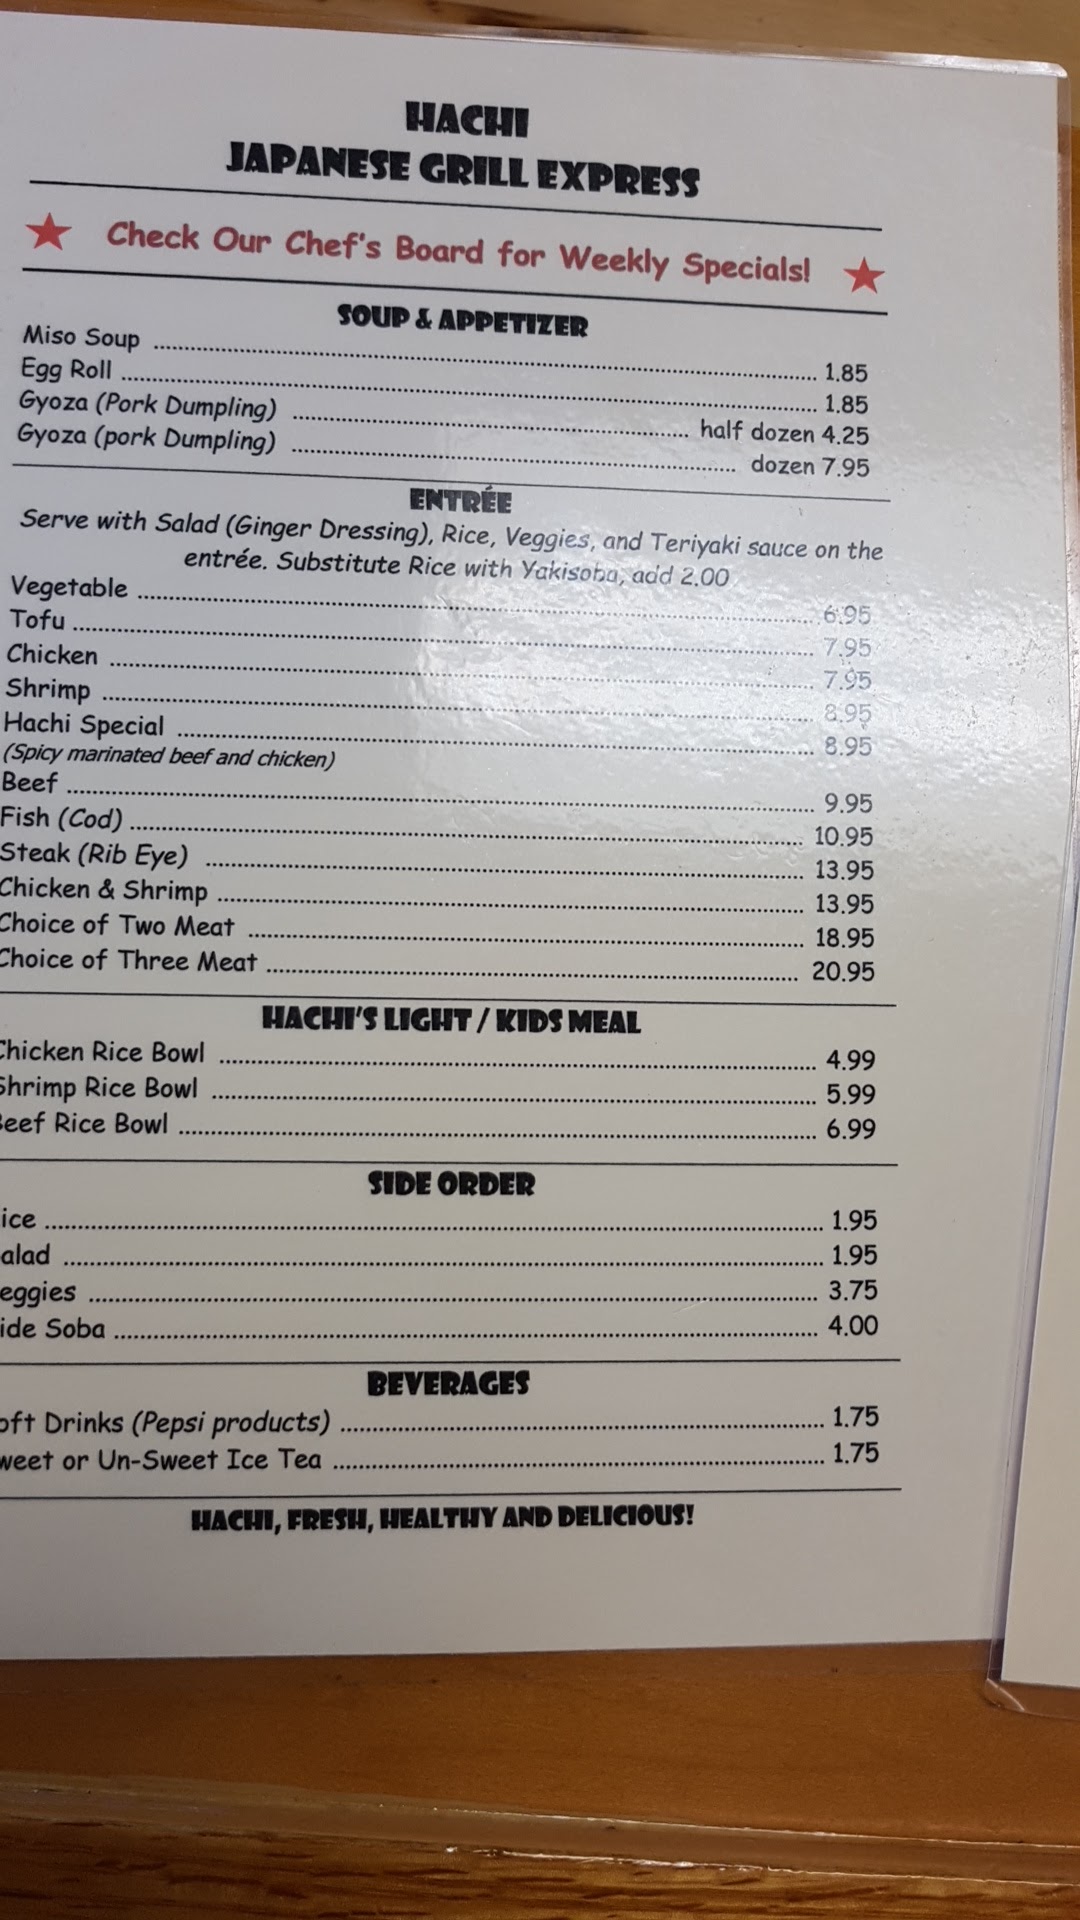 HACHI
JAPANESE GRILL EXPRESS
Check Our Chef's Board for Weekly Specials!
SOUP & APPETIZER
Miso Soup ........ 1.85
Egg Roll ........ 1.85
Gyoza (Pork Dumpling) ........ half dozen 4.25
Gyoza (pork Dumpling) ........ dozen 7.95
ENTRÉE
Serve with Salad (Ginger Dressing), Rice, Veggies, and Teriyaki sauce on the
entrée. Substitute Rice with Yakisoba, add 2.00
Vegetable ........ 6.95
Tofu ........ 7.95
Chicken ........ 7.95
Shrimp ........ 8.95
Hachi Special ........ 8.95
(Spicy marinated beef and chicken)
Beef ........ 9.95
Fish (Cod) ........ 10.95
Steak (Rib Eye) ........ 13.95
Chicken & Shrimp ........ 13.95
Choice of Two Meat ........ 18.95
Choice of Three Meat ........ 20.95
HACHI'S LIGHT / KIDS MEAL
Chicken Rice Bowl ........ 4.99
Shrimp Rice Bowl ........ 5.99
Beef Rice Bowl ........ 6.99
SIDE ORDER
ice ........ 1.95
alad ........ 1.95
eggies ........ 3.75
ide Soba ........ 4.00
BEVERAGES
oft Drinks (Pepsi products) ........ 1.75
weet or Un-Sweet Ice Tea ........ 1.75
HACHI, FRESH, HEALTHY AND DELICIOUS!